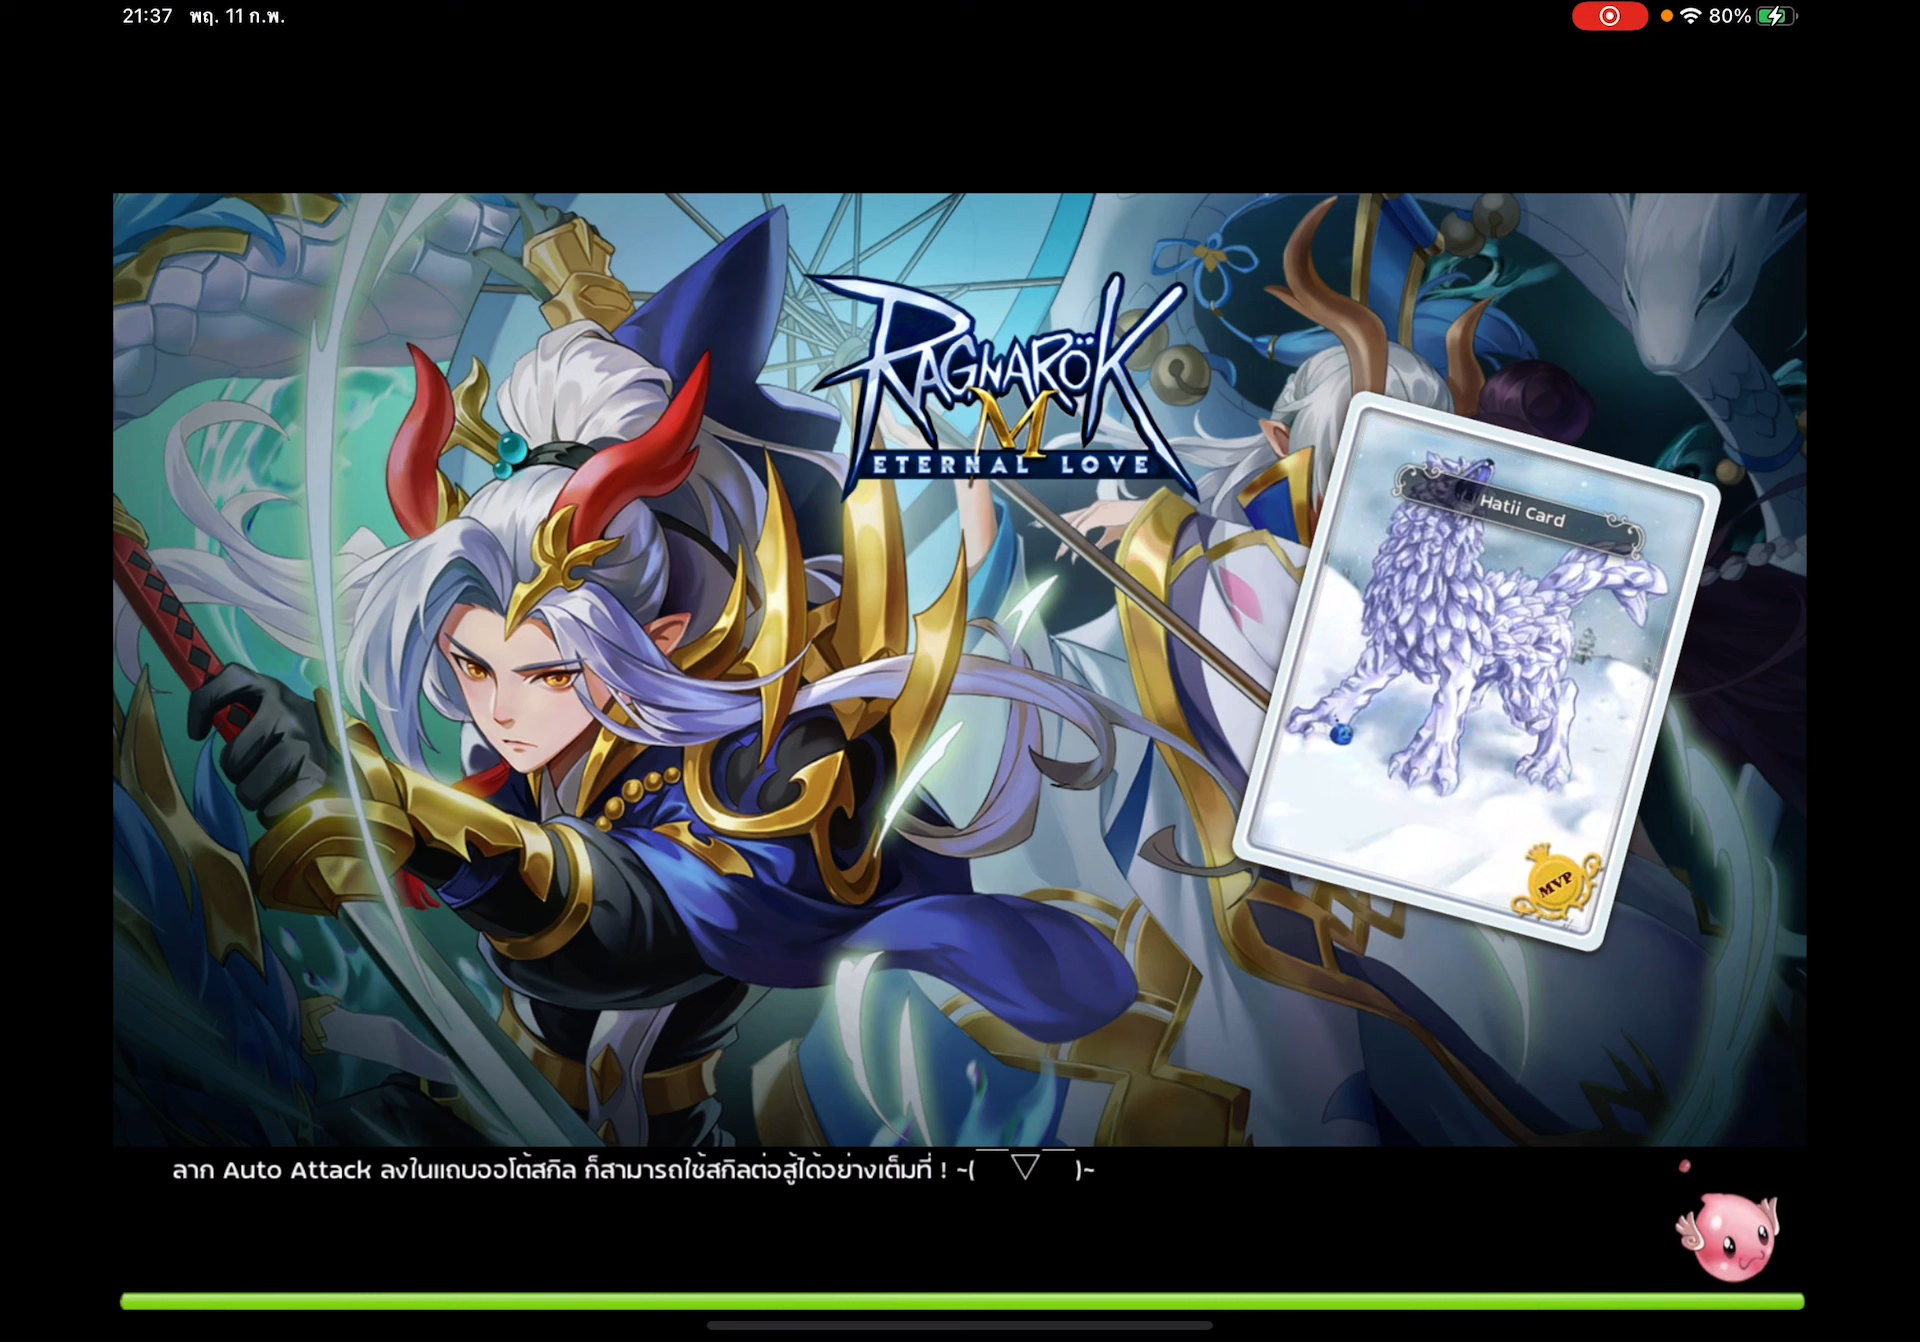 21:37 พฤ. 11 ก.พ.
80%
RAGNARÖK
M
ETERNAL LOVE
Hatii Card
MVP
ลาก Auto Attack ลงในแถบออโต้สกิล ก็สามารถใช้สกิลต่อสู้ได้อย่างเต็มที่ ! ~(￣▽￣)~